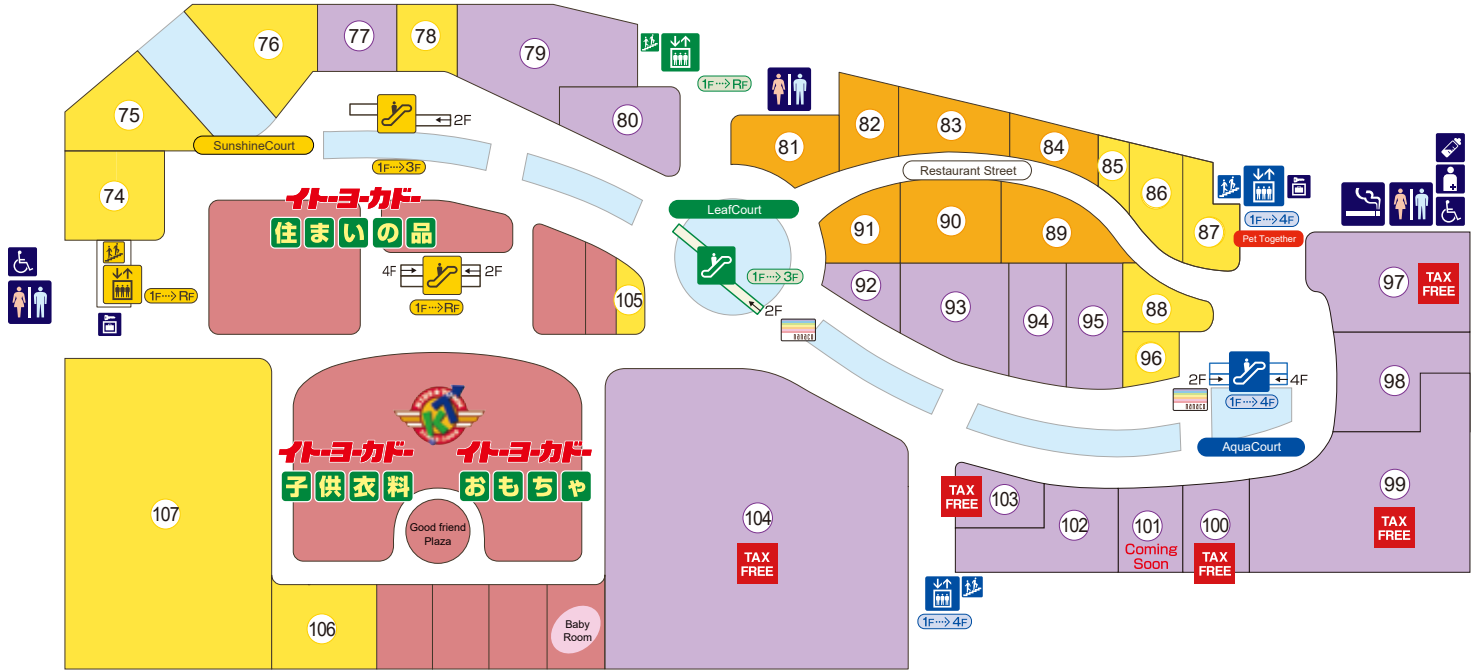 76
77
78
79
1F⋯>RF
75
80
2F
SunshineCourt
1F⋯>3F
81
82
83
84
85
86
87
Restaurant Street
1F⋯>4F
Pet Together
74
イトーヨーカドー
住まいの品
LeafCourt
91
90
89
4F
2F
1F⋯>RF
1F⋯>RF
105
1F⋯>3F
2F
nanaco
92
93
94
95
88
96
97
TAX
FREE
98
2F
4F
1F⋯>4F
nanaco
AquaCourt
KT
イトーヨーカドー
子供衣料
イトーヨーカドー
おもちゃ
Good friend
Plaza
107
104
TAX
FREE
TAX
FREE
103
102
101
Coming
Soon
100
TAX
FREE
99
TAX
FREE
1F⋯>4F
106
Baby
Room